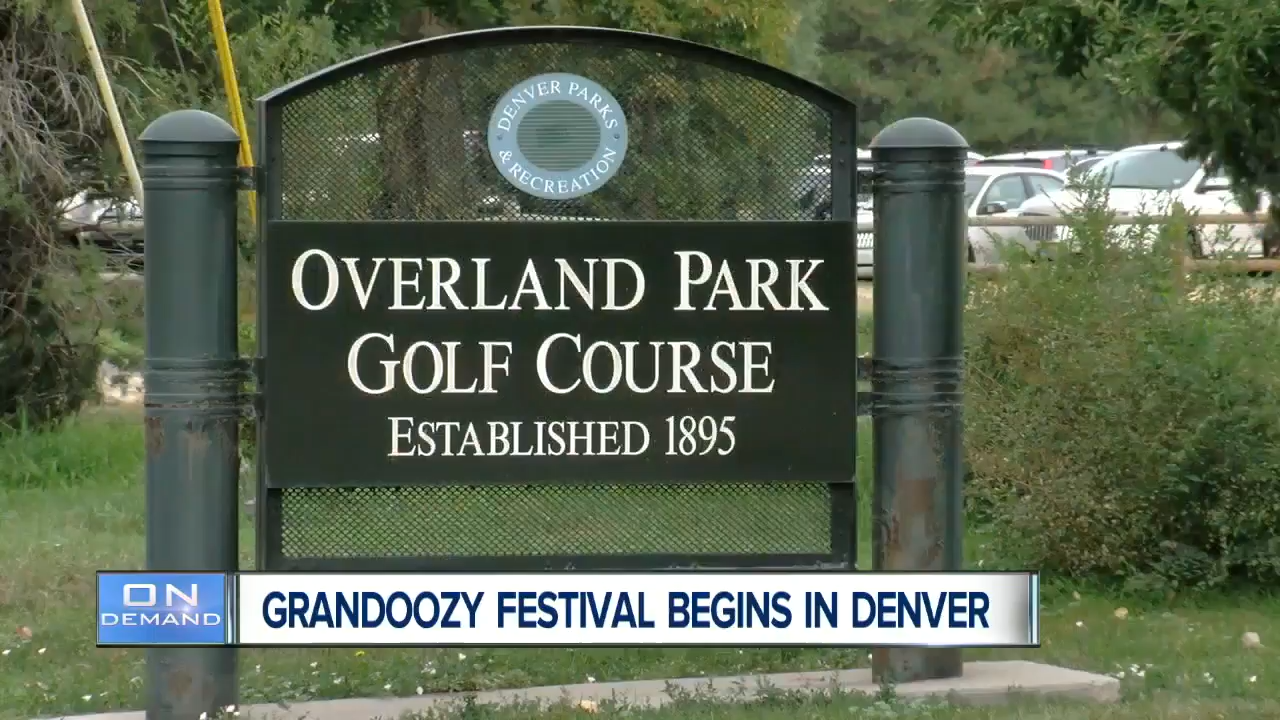 DENVER PARKS
& RECREATION
OVERLAND PARK
GOLF COURSE
ESTABLISHED 1895
ON
DEMAND
GRANDOOZY FESTIVAL BEGINS IN DENVER